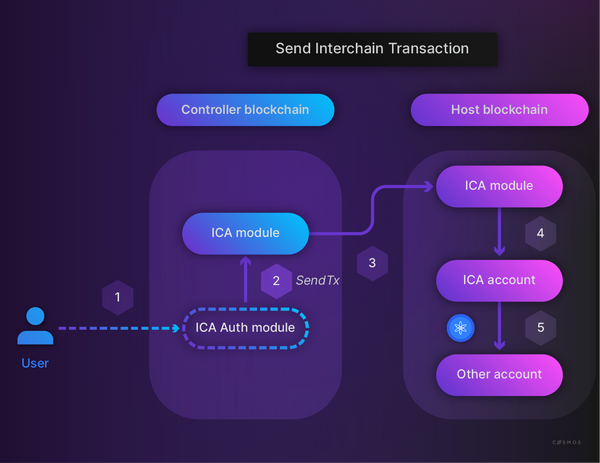 Send Interchain Transaction
Controller blockchain
Host blockchain
ICA module
ICA module
4
3
2
SendTx
ICA account
1
ICA Auth module
5
User
Other account
COSMOS